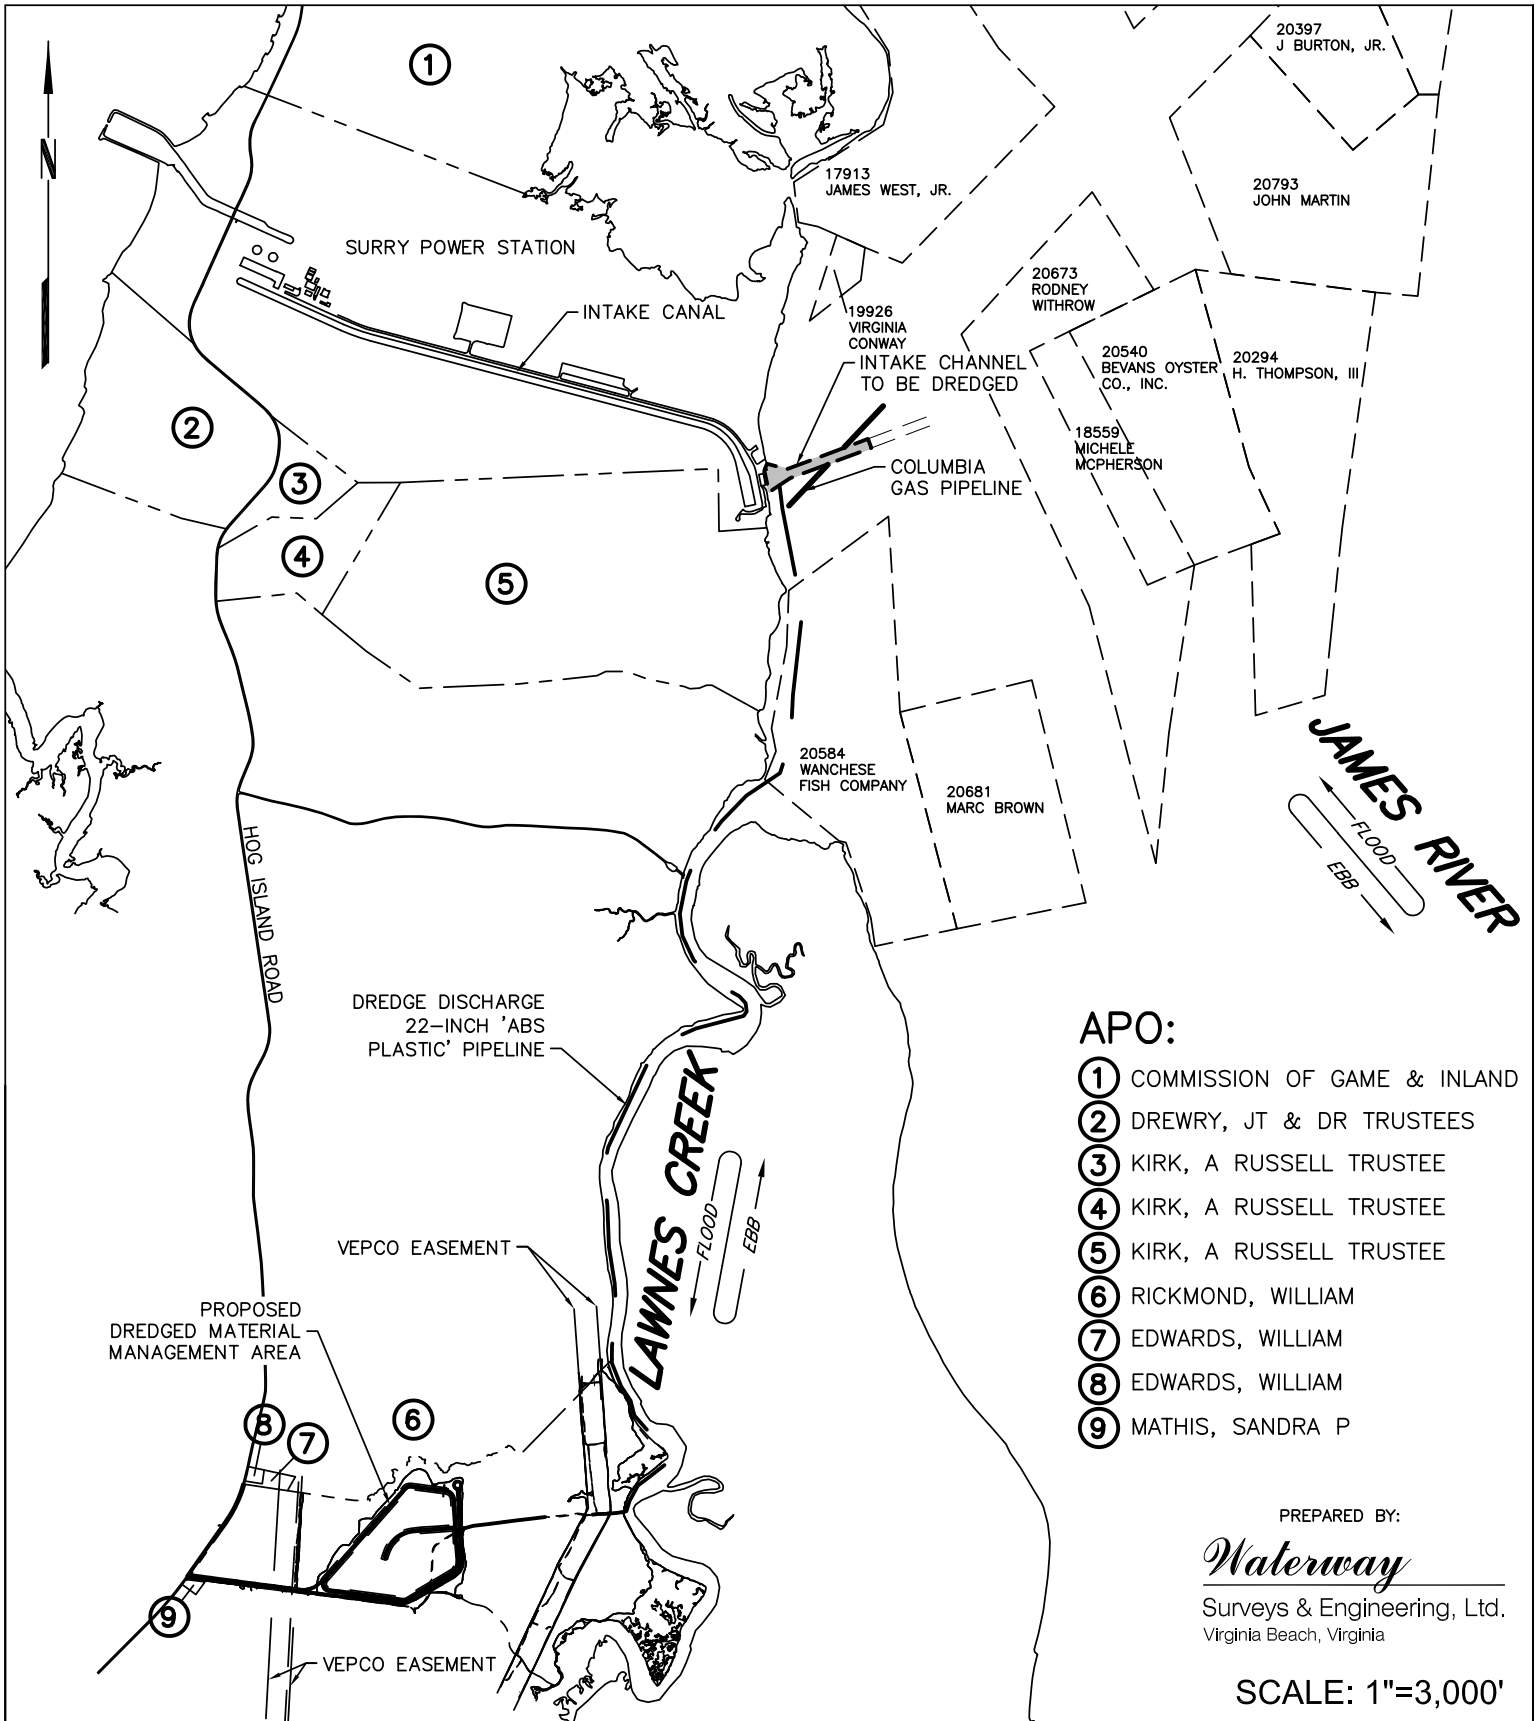 20397
J BURTON, JR.
1
N
17913
JAMES WEST, JR.
20793
JOHN MARTIN
SURRY POWER STATION
20673
RODNEY
WITHROW
INTAKE CANAL
19926
VIRGINIA
CONWAY
INTAKE CHANNEL
TO BE DREDGED
20540
BEVANS OYSTER
CO., INC.
20294
H. THOMPSON, III
2
18559
MICHELE
MCPHERSON
3
COLUMBIA
GAS PIPELINE
4
5
JAMES RIVER
FLOOD
EBB
20584
WANCHESE
FISH COMPANY
20681
MARC BROWN
HOG ISLAND ROAD
DREDGE DISCHARGE
22-INCH 'ABS
PLASTIC' PIPELINE
LAWNES CREEK
FLOOD
EBB
VEPCO EASEMENT
PROPOSED
DREDGED MATERIAL
MANAGEMENT AREA
6
8
7
9
VEPCO EASEMENT
APO:
1 COMMISSION OF GAME & INLAND
2 DREWRY, JT & DR TRUSTEES
3 KIRK, A RUSSELL TRUSTEE
4 KIRK, A RUSSELL TRUSTEE
5 KIRK, A RUSSELL TRUSTEE
6 RICKMOND, WILLIAM
7 EDWARDS, WILLIAM
8 EDWARDS, WILLIAM
9 MATHIS, SANDRA P
PREPARED BY:
Waterway
Surveys & Engineering, Ltd.
Virginia Beach, Virginia
SCALE: 1"=3,000'